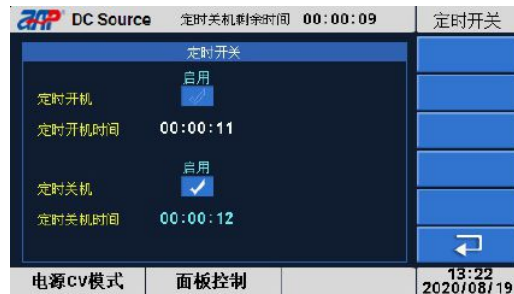 AAP DC Source 定时关机剩余时间 00:00:09 定时开关
定时开关
启用
定时开机
定时开机时间 00:00:11
启用
定时关机
定时关机时间 00:00:12
电源CV模式 面板控制 13:22
2020/08/19